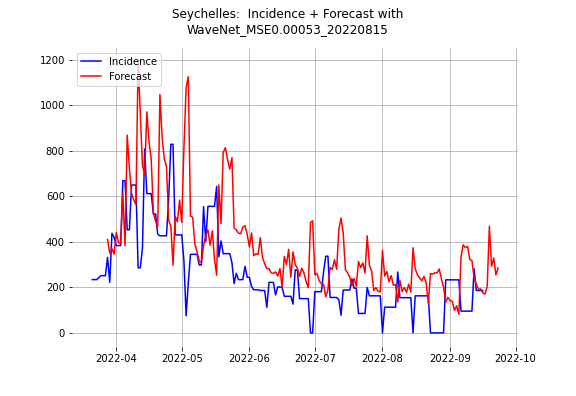 Seychelles:  Incidence + Forecast with
WaveNet_MSE0.00053_20220815
Incidence
Forecast
1200
1000
800
600
400
200
0
2022-04 2022-05 2022-06 2022-07 2022-08 2022-09 2022-10